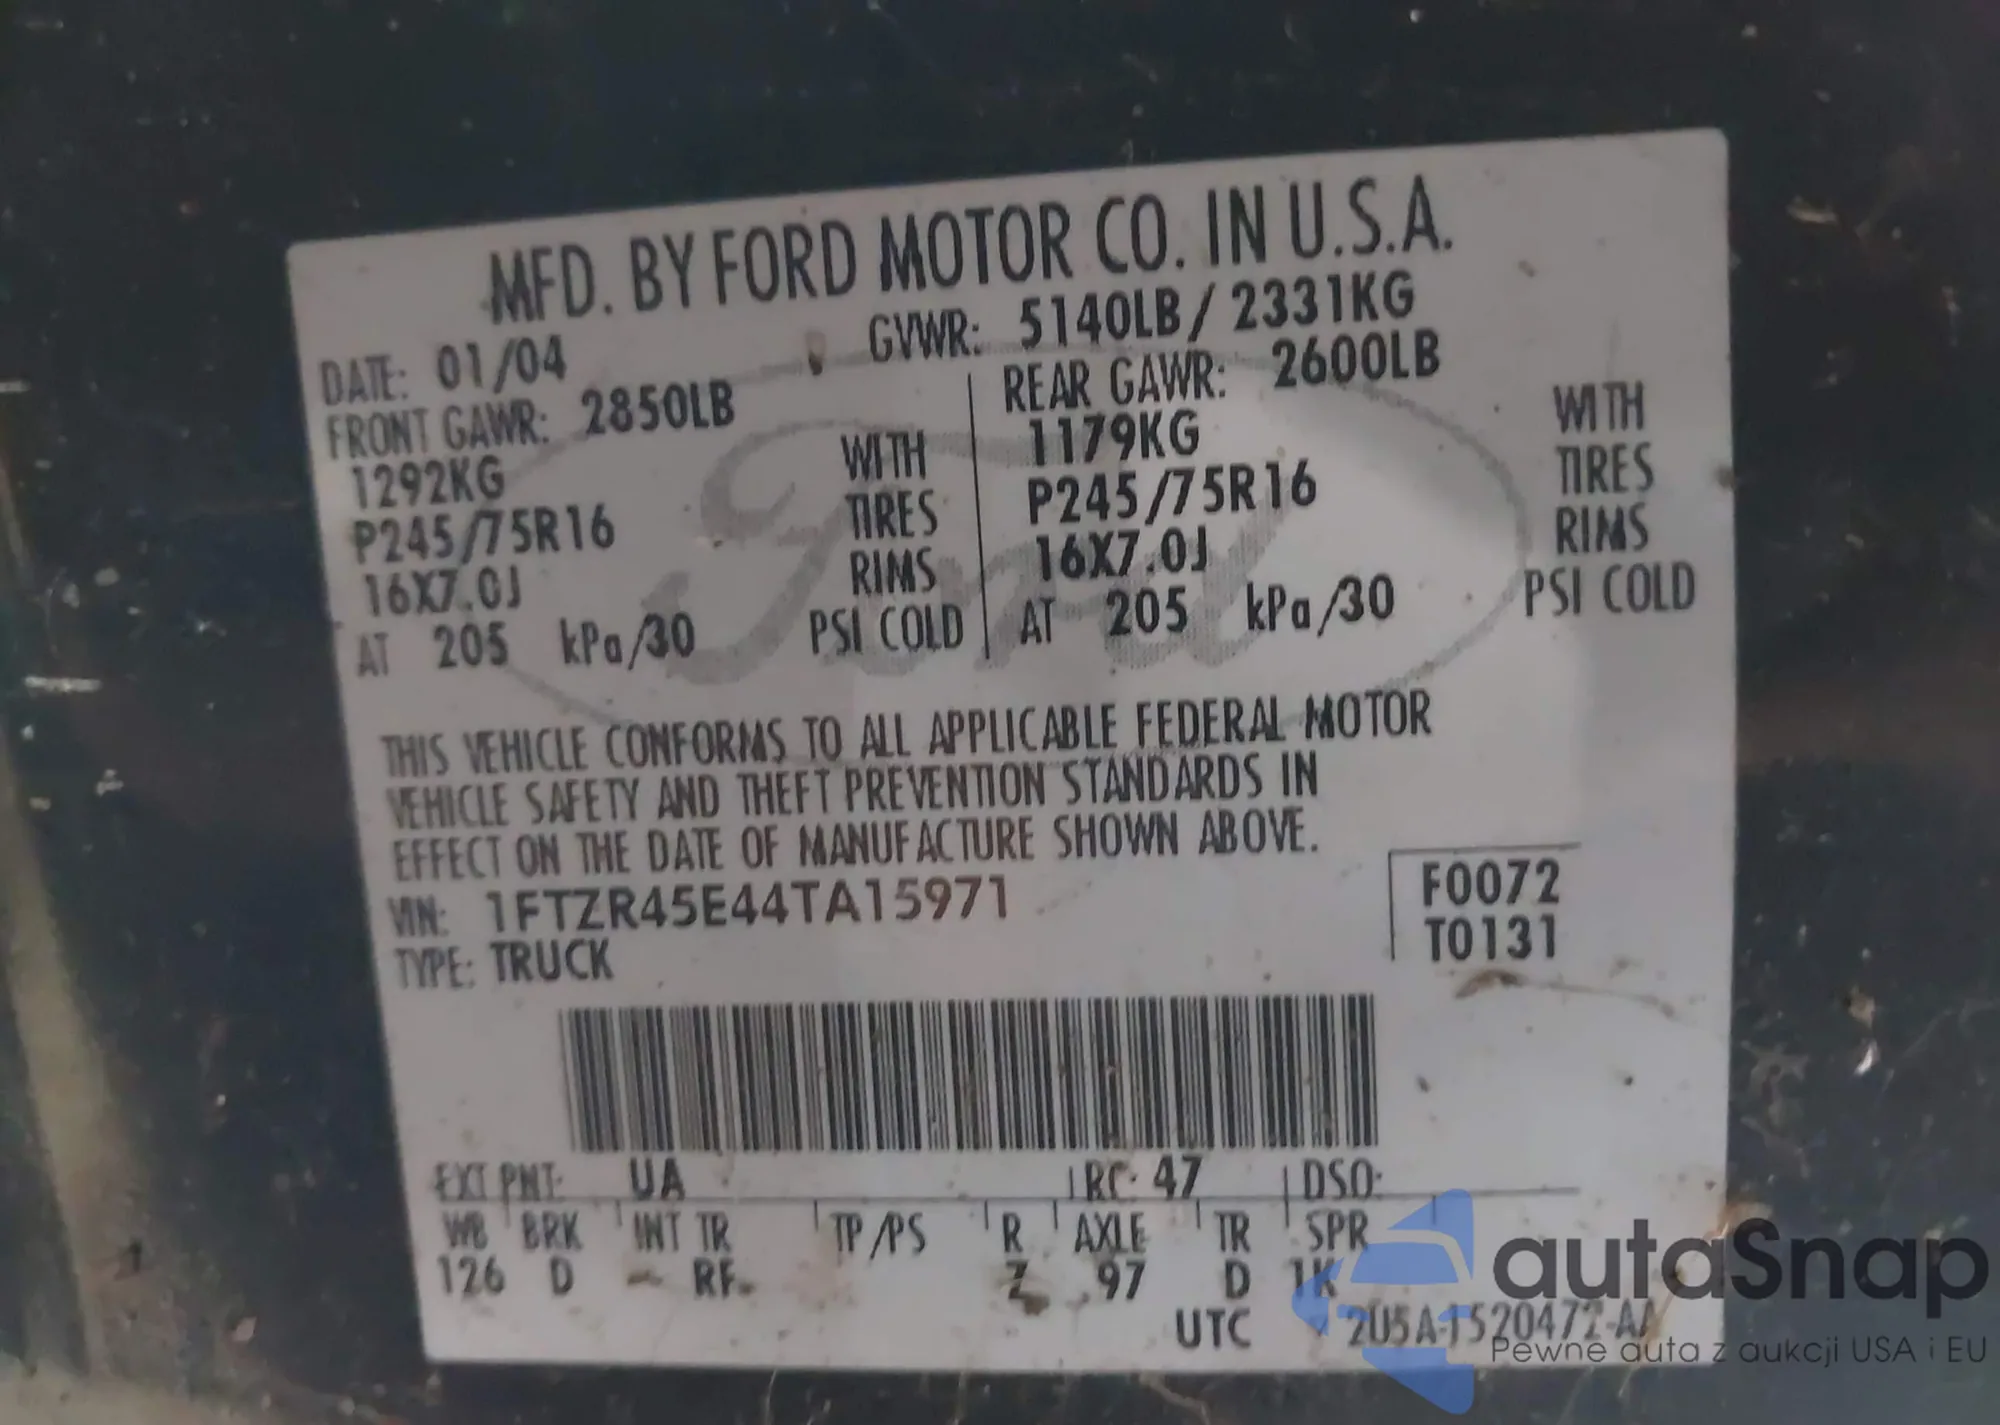 MFD. BY FORD MOTOR CO. IN U.S.A.
DATE: 01/04 GVWR: 5140LB / 2331KG
FRONT GAWR: 2850LB REAR GAWR: 2600LB
1292KG WITH 1179KG WITH
P245/75R16 TIRES P245/75R16 TIRES
16X7.0J RIMS 16X7.0J RIMS
AT 205 kPa/30 PSI COLD AT 205 kPa/30 PSI COLD
Ford
THIS VEHICLE CONFORMS TO ALL APPLICABLE FEDERAL MOTOR
VEHICLE SAFETY AND THEFT PREVENTION STANDARDS IN
EFFECT ON THE DATE OF MANUFACTURE SHOWN ABOVE.
VIN: 1FTZR45E44TA15971 F0072
TYPE: TRUCK T0131
EXT PNT: UA RC: 47 DSO:
WB BRK INT TR TP/PS R AXLE TR SPR
126 D RF Z 97 D 1K
UTC 2U5A-1520472-AA
autaSnap
Pewne auta z aukcji USA i EU